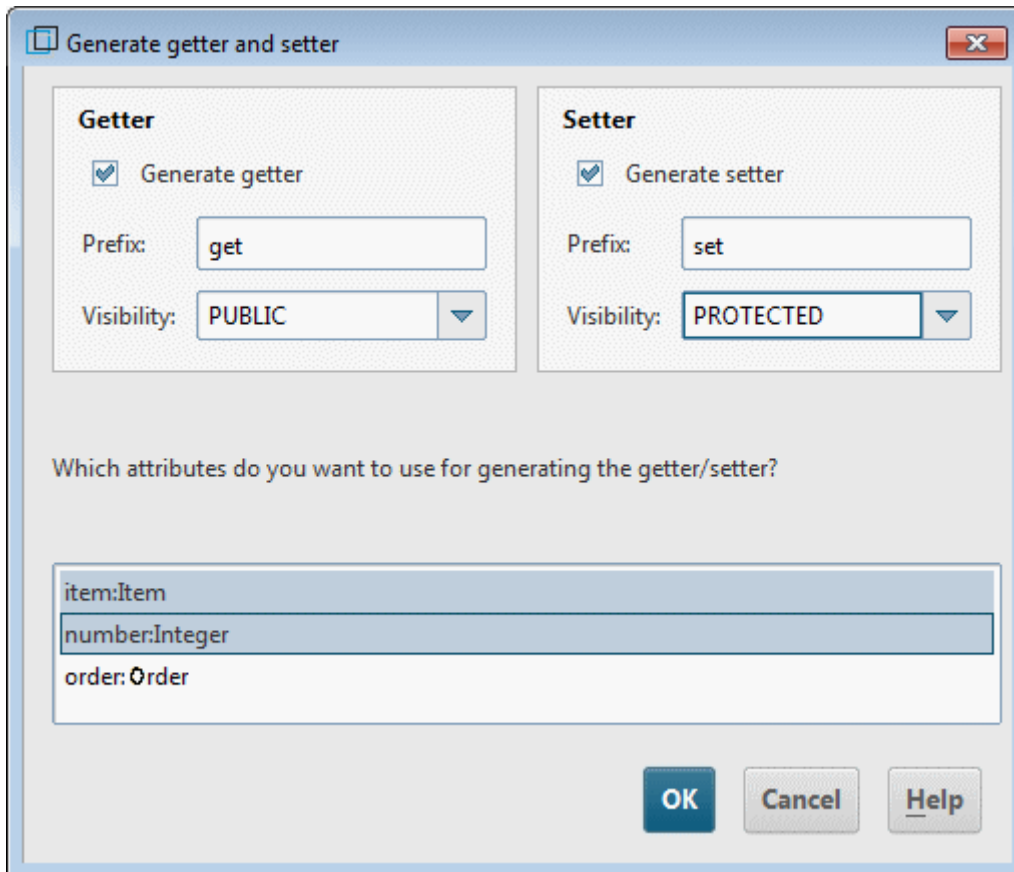 Generate getter and setter
Getter
Generate getter
Prefix: get
Visibility: PUBLIC
Setter
Generate setter
Prefix: set
Visibility: PROTECTED
Which attributes do you want to use for generating the getter/setter?
item:Item
number:Integer
order:Order
OK Cancel Help